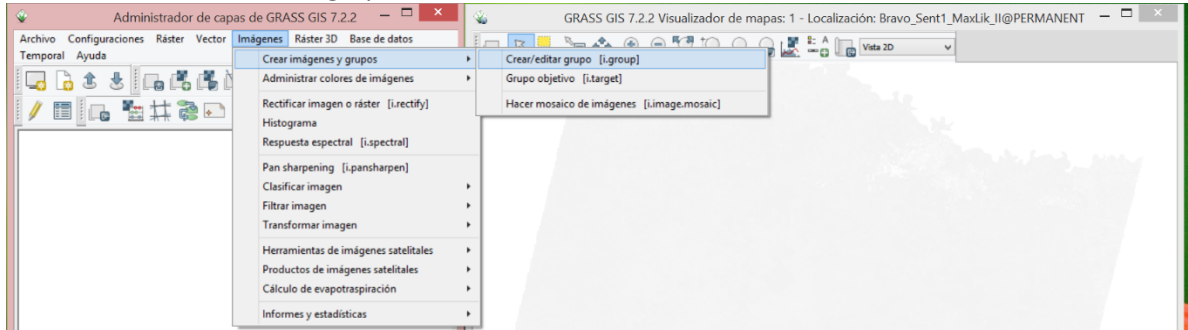 Administrador de capas de GRASS GIS 7.2.2
Archivo Configuraciones Ráster Vector Imágenes Ráster 3D Base de datos
Temporal Ayuda
Crear imágenes y grupos
Administrar colores de imágenes
Rectificar imagen o ráster [i.rectify]
Histograma
Respuesta espectral [i.spectral]
Pan sharpening [i.pansharpen]
Clasificar imagen
Filtrar imagen
Transformar imagen
Herramientas de imágenes satelitales
Productos de imágenes satelitales
Cálculo de evapotraspiración
Informes y estadísticas
GRASS GIS 7.2.2 Visualizador de mapas: 1 - Localización: Bravo_Sent1_MaxLik_II@PERMANENT
Vista 2D
Crear/editar grupo [i.group]
Grupo objetivo [i.target]
Hacer mosaico de imágenes [i.image.mosaic]